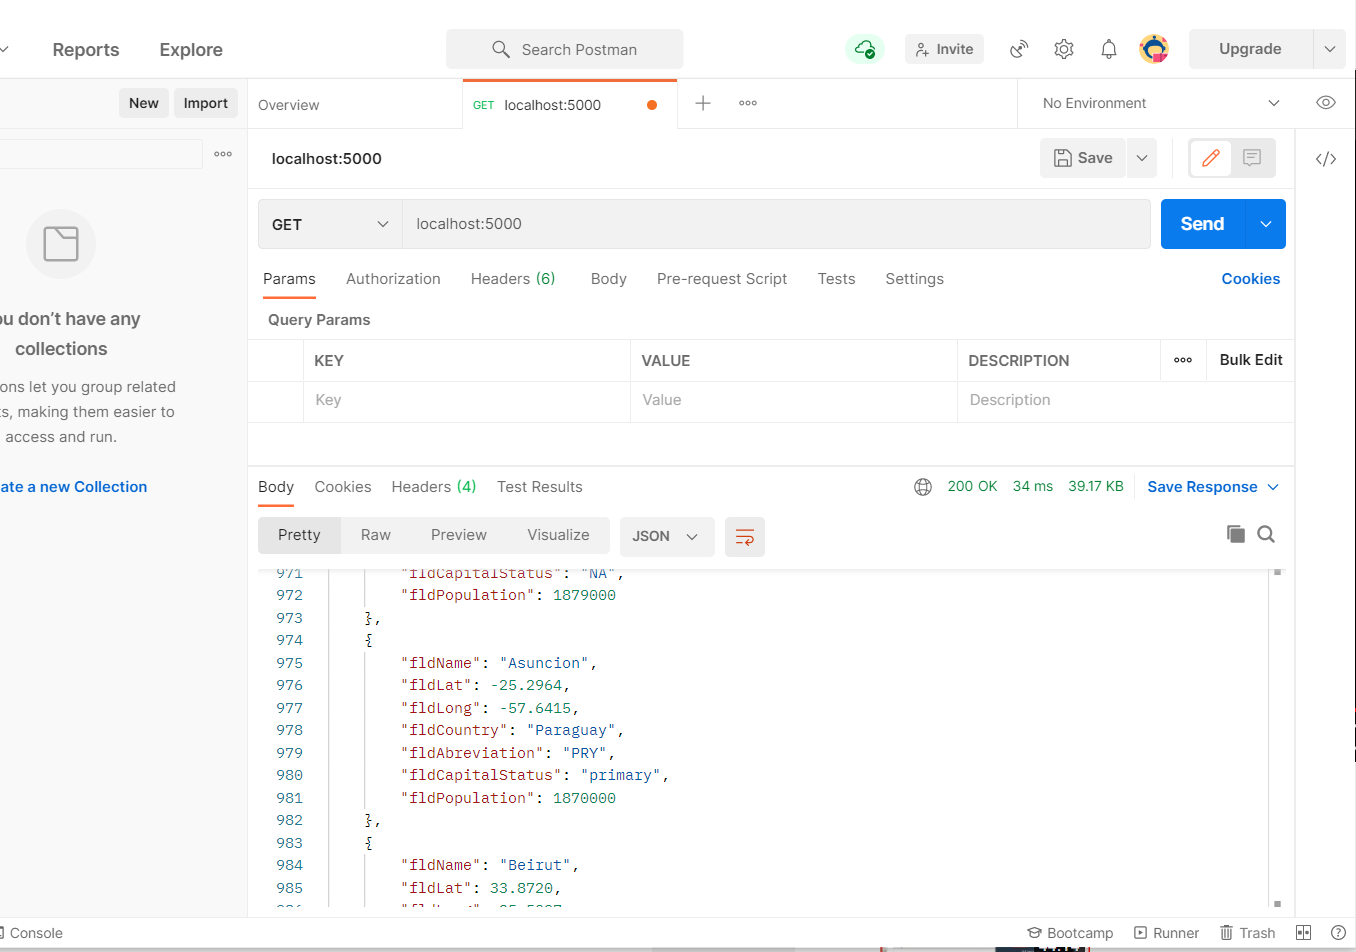 Reports Explore Search Postman Invite Upgrade
New Import Overview GET localhost:5000 No Environment
localhost:5000 Save
GET localhost:5000 Send
Params Authorization Headers (6) Body Pre-request Script Tests Settings Cookies
Query Params
KEY VALUE DESCRIPTION Bulk Edit
Key Value Description
u don't have any
collections
ons let you group related
s, making them easier to
access and run.
ate a new Collection
Body Cookies Headers (4) Test Results 200 OK 34 ms 39.17 KB Save Response
Pretty Raw Preview Visualize JSON
971 "fldCapitalStatus": "NA",
972 "fldPopulation": 1879000
973 },
974 {
975 "fldName": "Asuncion",
976 "fldLat": -25.2964,
977 "fldLong": -57.6415,
978 "fldCountry": "Paraguay",
979 "fldAbreviation": "PRY",
980 "fldCapitalStatus": "primary",
981 "fldPopulation": 1870000
982 },
983 {
984 "fldName": "Beirut",
985 "fldLat": 33.8720,
Console Bootcamp Runner Trash